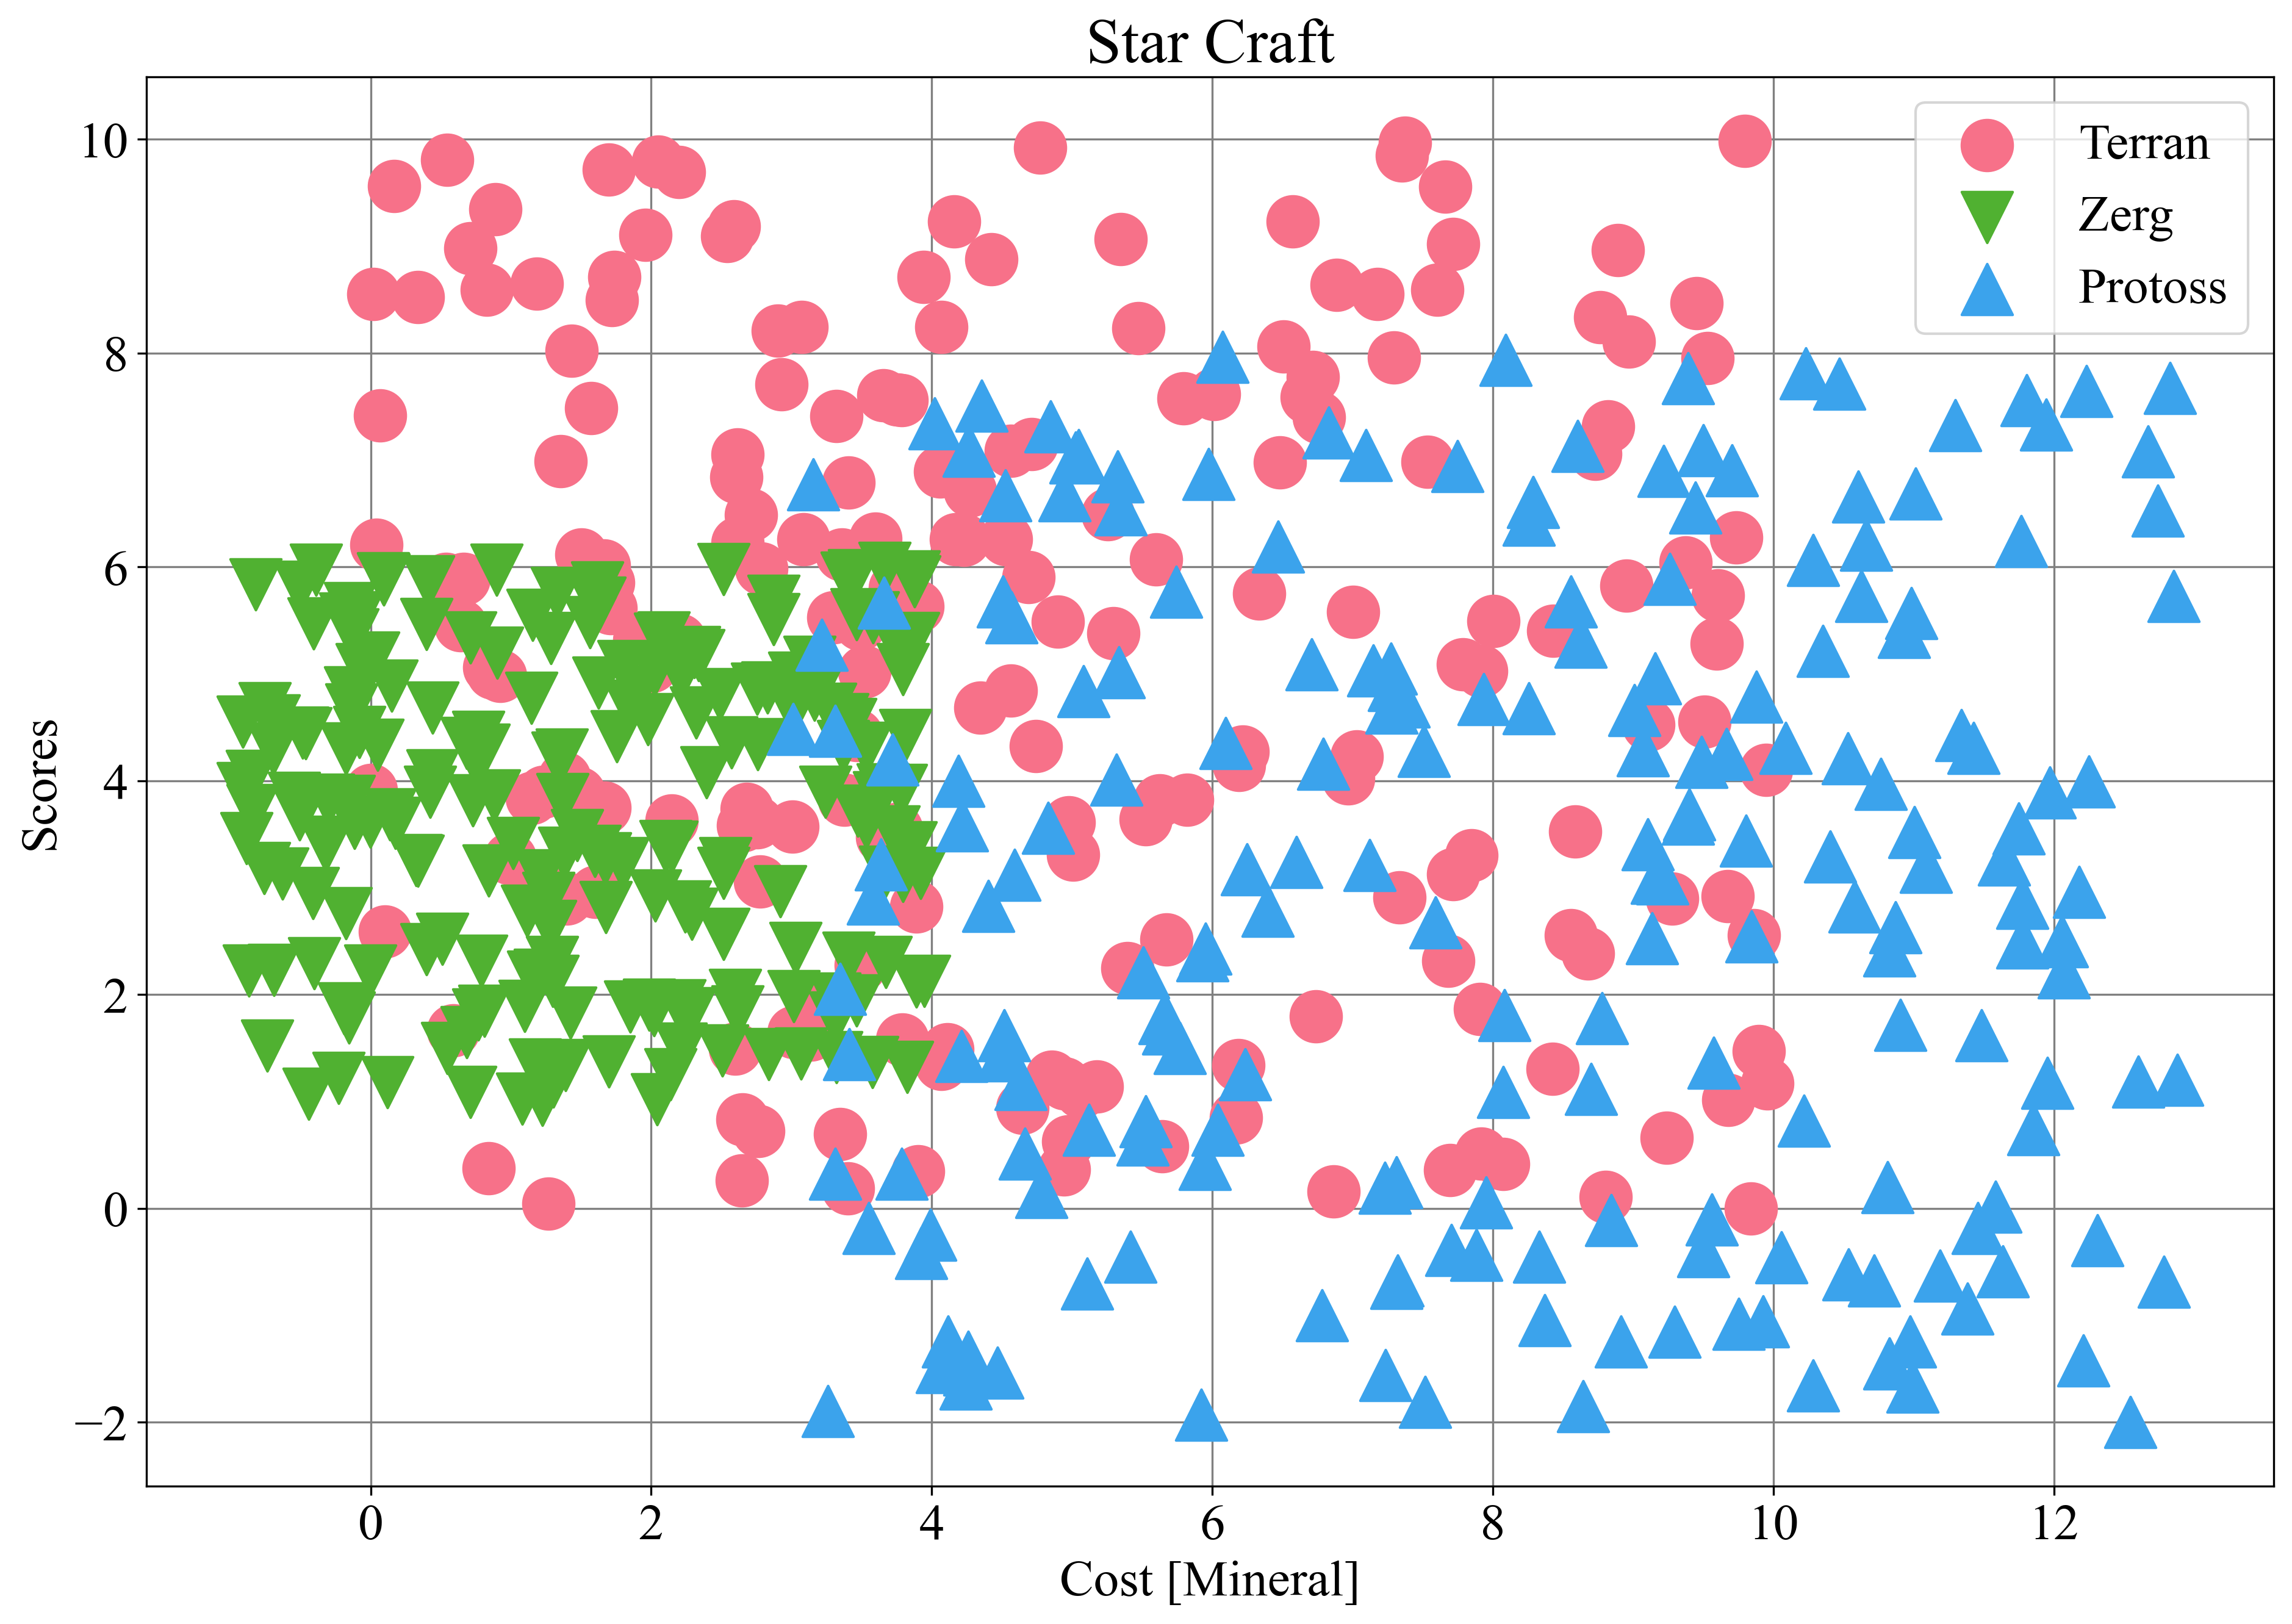 Star Craft
Terran
Zerg
Protoss
10
8
6
4
2
0
−2
Scores
0 2 4 6 8 10 12
Cost [Mineral]